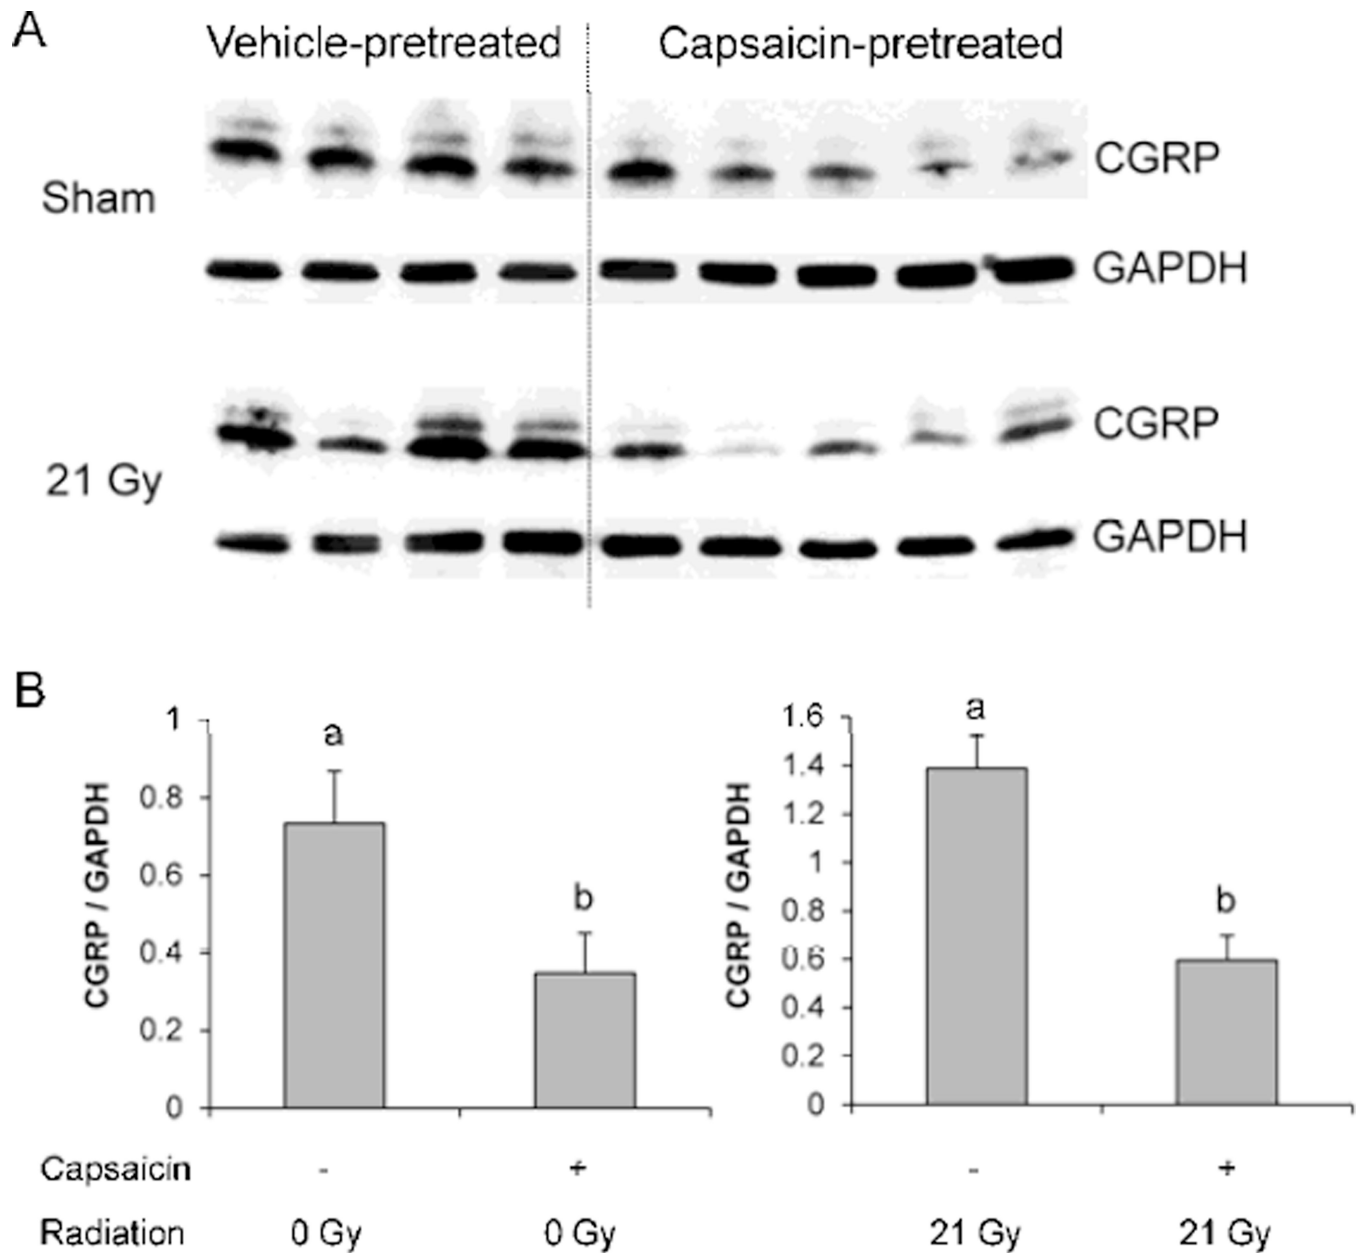 A
Vehicle-pretreated Capsaicin-pretreated
CGRP
Sham
GAPDH
CGRP
21 Gy
GAPDH
B
CGRP / GAPDH
1
0.8
0.6
0.4
0.2
0
a
b
CGRP / GAPDH
1.6
1.4
1.2
1
0.8
0.6
0.4
0.2
0
a
b
Capsaicin - + - +
Radiation 0 Gy 0 Gy 21 Gy 21 Gy